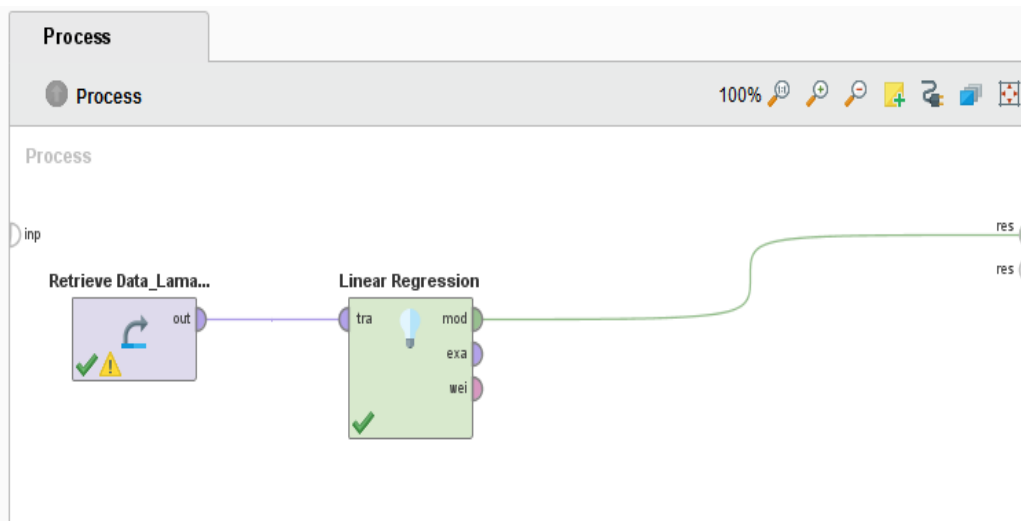 Process
Process
100%
Process
inp
res
res
Retrieve Data_Lama...
out
Linear Regression
tra
mod
exa
wei